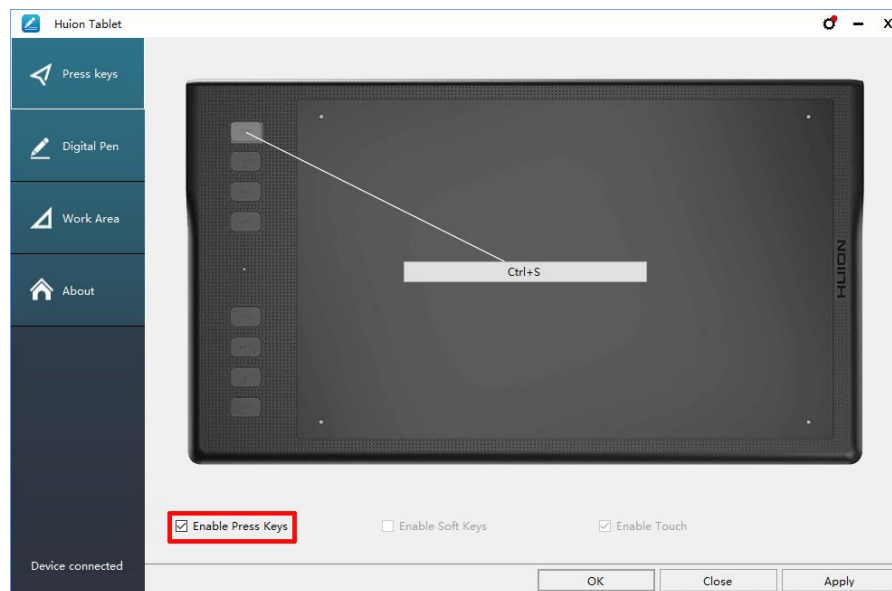 Huion Tablet
Press keys
Digital Pen
Work Area
About
Ctrl+S
HUION
Enable Press Keys
Enable Soft Keys
Enable Touch
Device connected
OK
Close
Apply